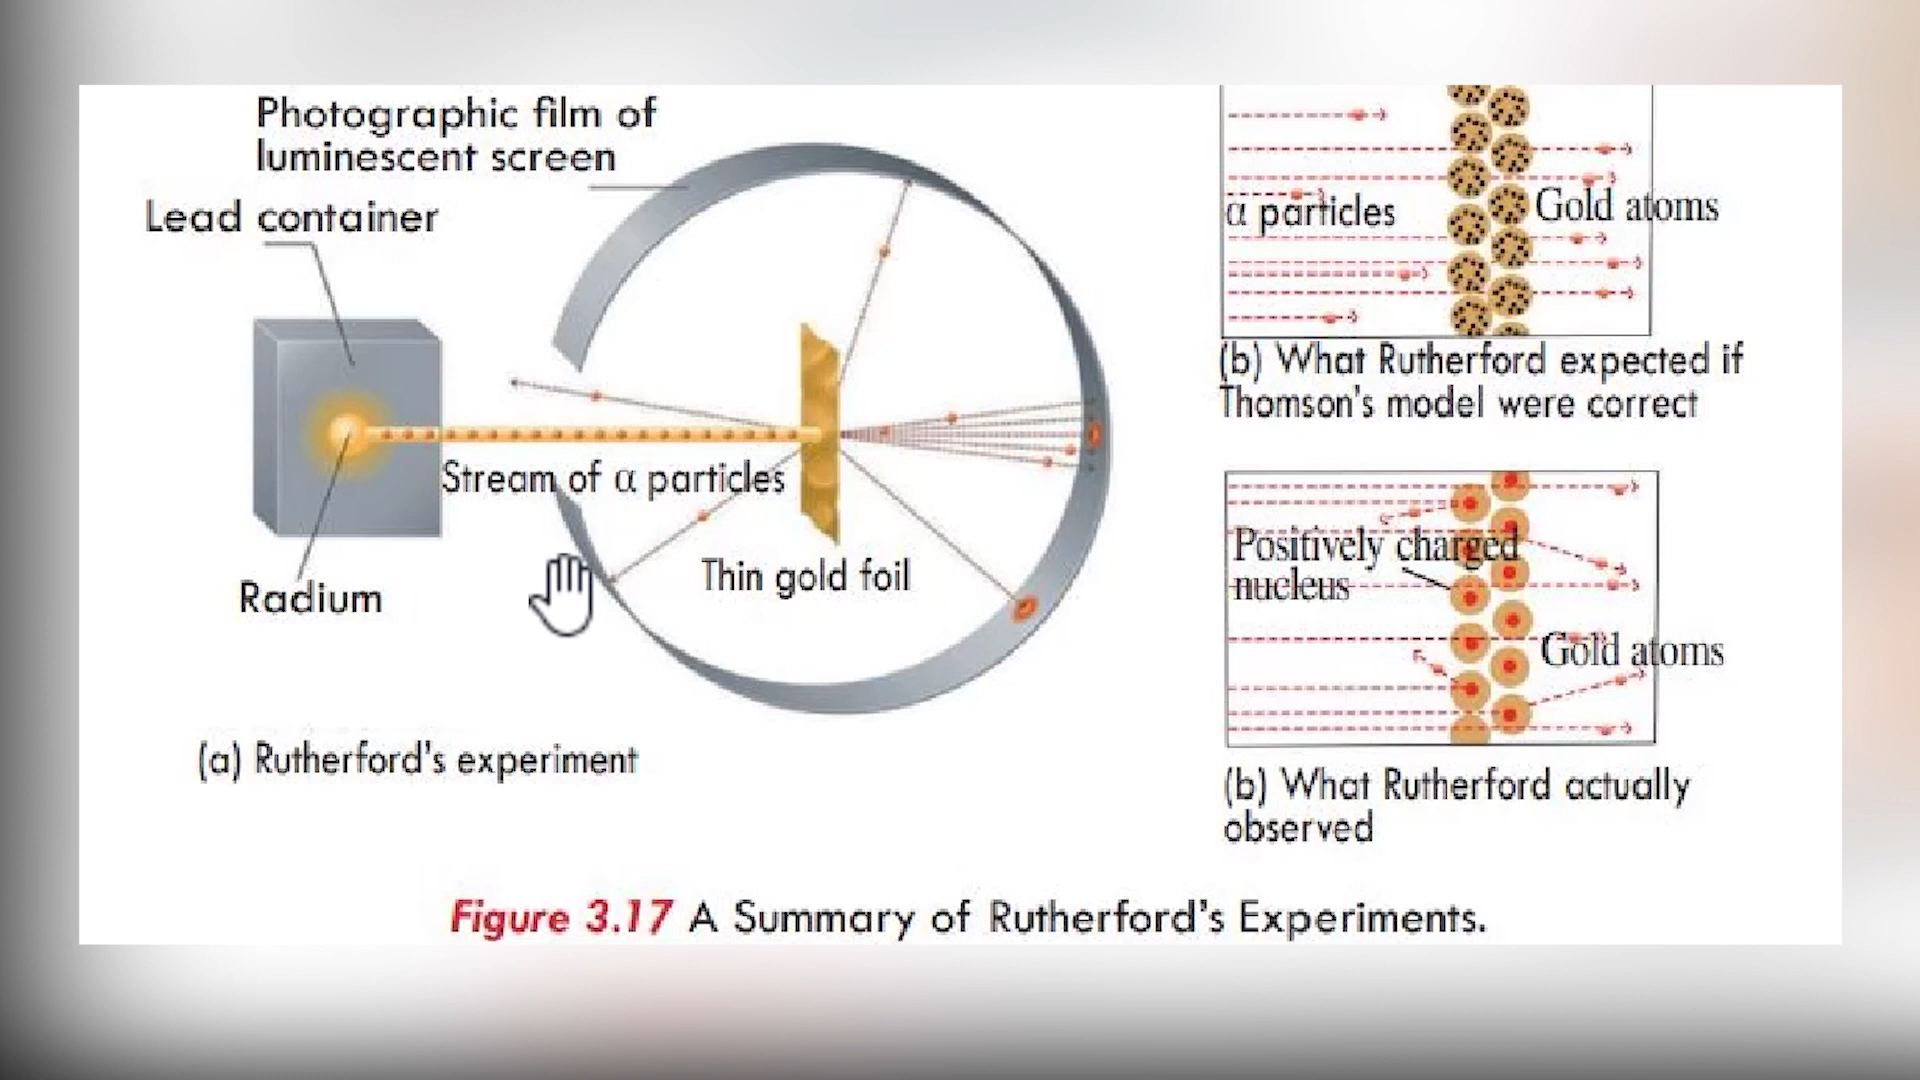 Photographic film of
luminescent screen
Lead container
Stream of α particles
Thin gold foil
Radium
(a) Rutherford's experiment
α particles
Gold atoms
(b) What Rutherford expected if
Thomson's model were correct
Positively charged
nucleus
Gold atoms
(b) What Rutherford actually
observed
Figure 3.17 A Summary of Rutherford's Experiments.